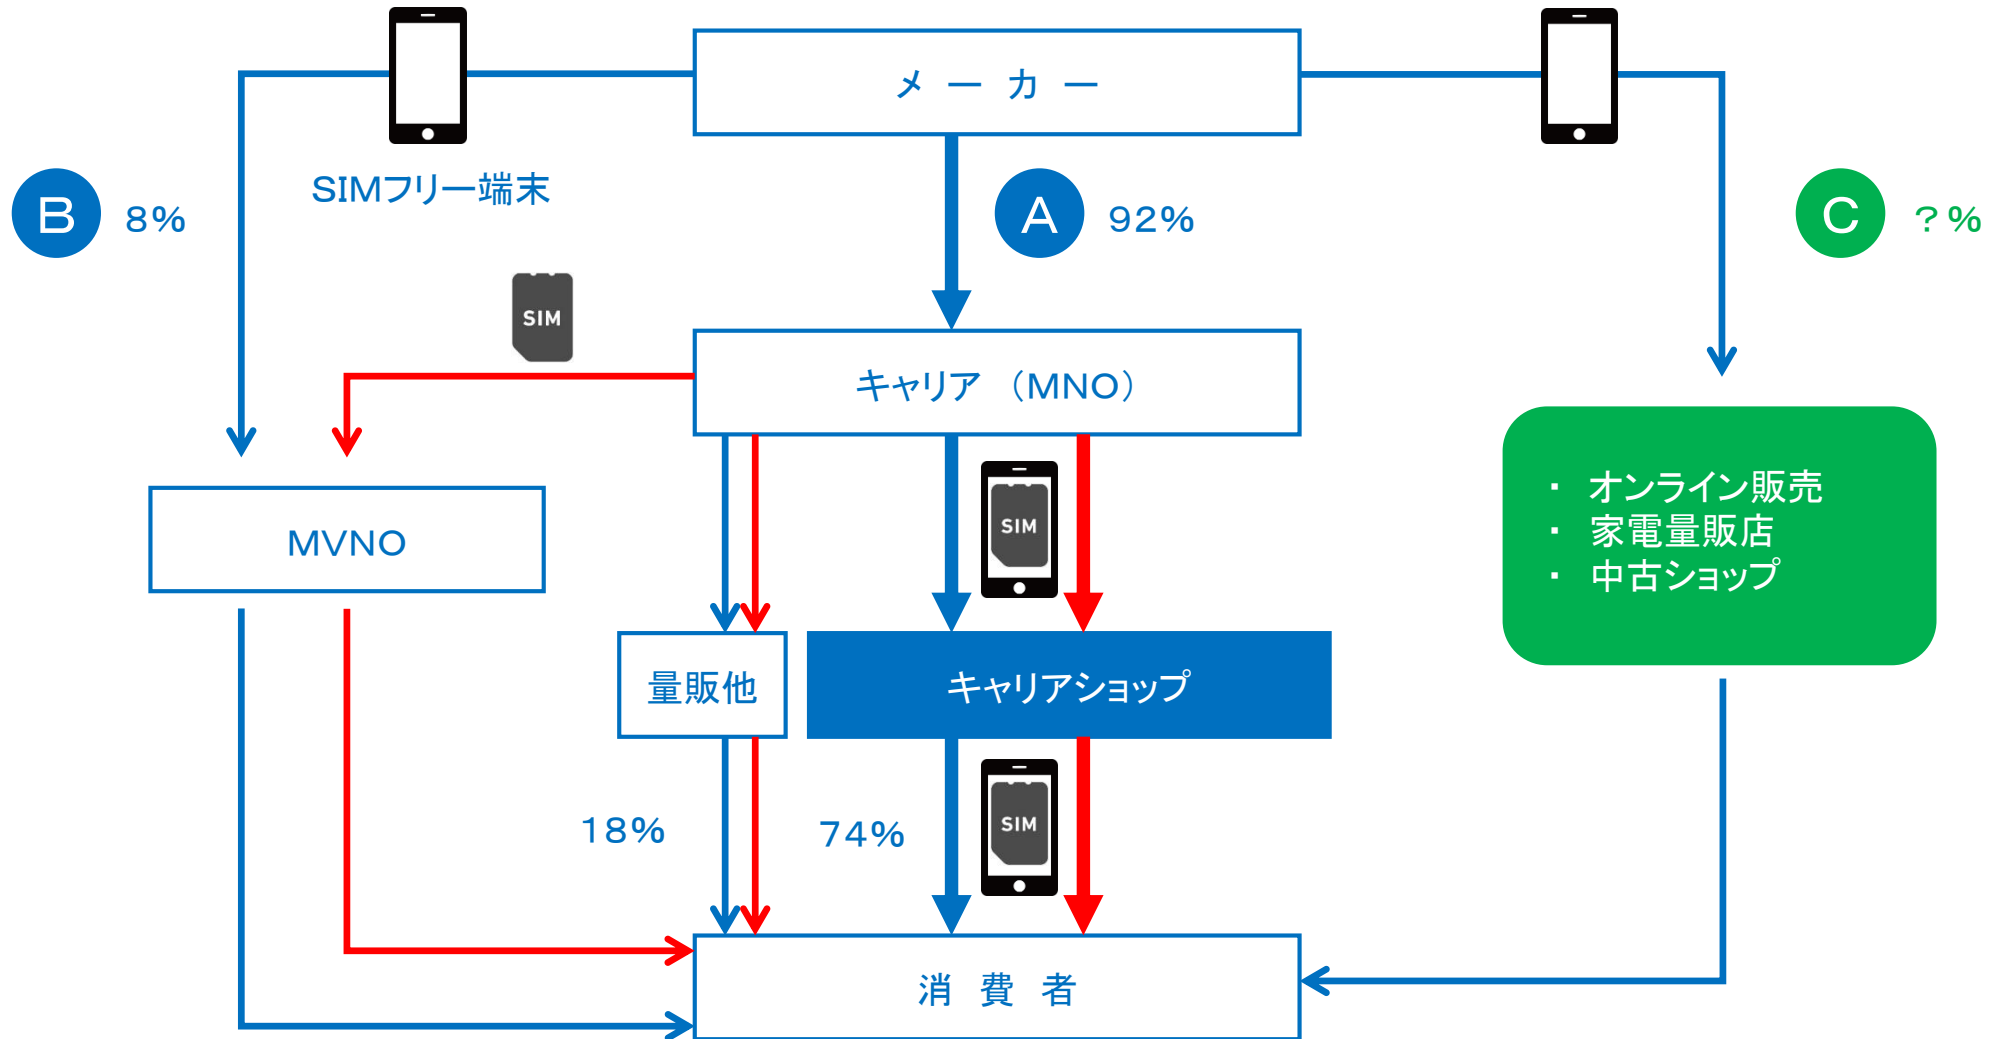 メーカー
SIMフリー端末
B 8%
A 92%
C ?%
SIM
キャリア（MNO）
MVNO
SIM
・ オンライン販売
・ 家電量販店
・ 中古ショップ
量販他
キャリアショップ
18%
74%
SIM
消費者